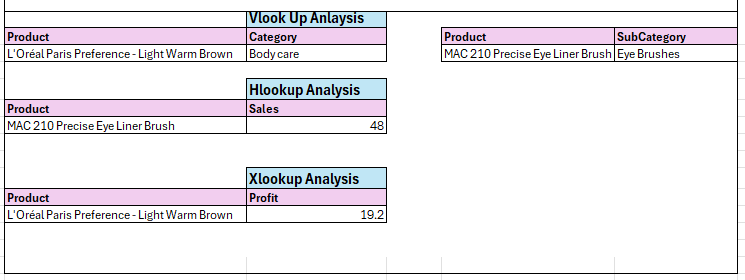 Vlook Up Anlaysis
Product Category Product SubCategory
L'Oréal Paris Preference - Light Warm Brown Body care MAC 210 Precise Eye Liner Brush Eye Brushes
Hlookup Analysis
Product Sales
MAC 210 Precise Eye Liner Brush 48
Xlookup Analysis
Product Profit
L'Oréal Paris Preference - Light Warm Brown 19.2